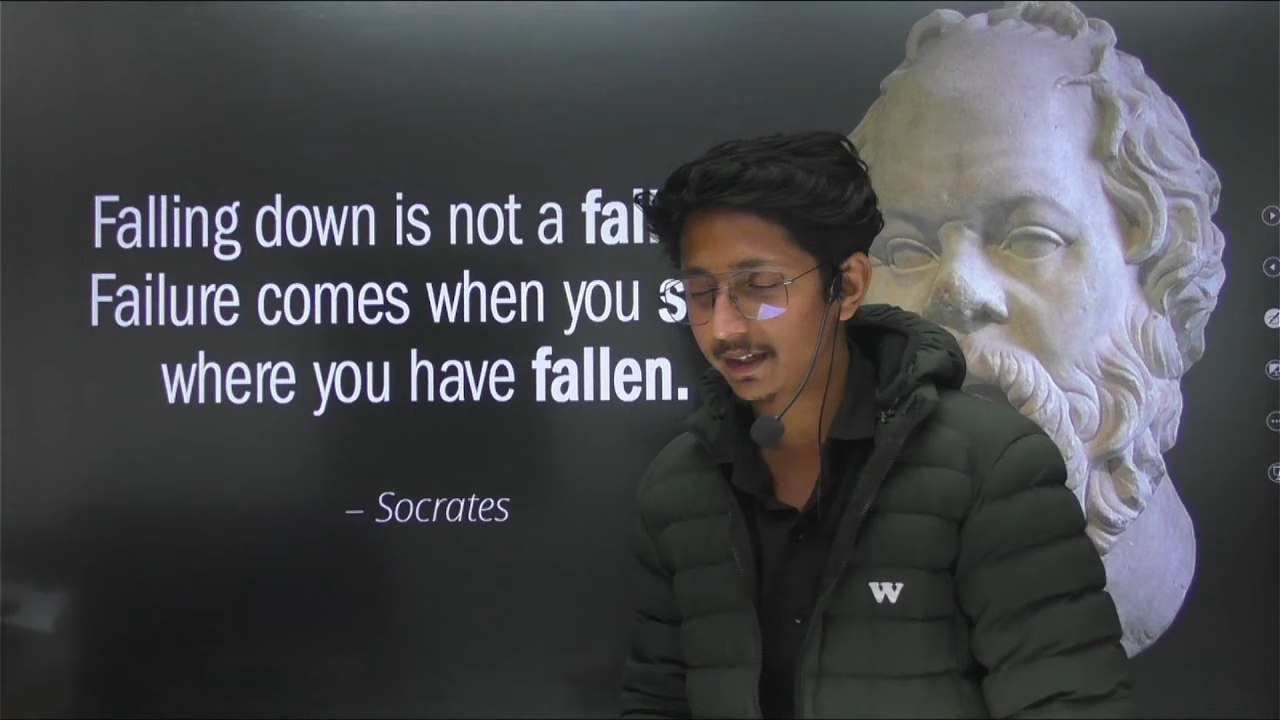 Falling down is not a
Failure comes when you
where you have fallen.
– Socrates
W